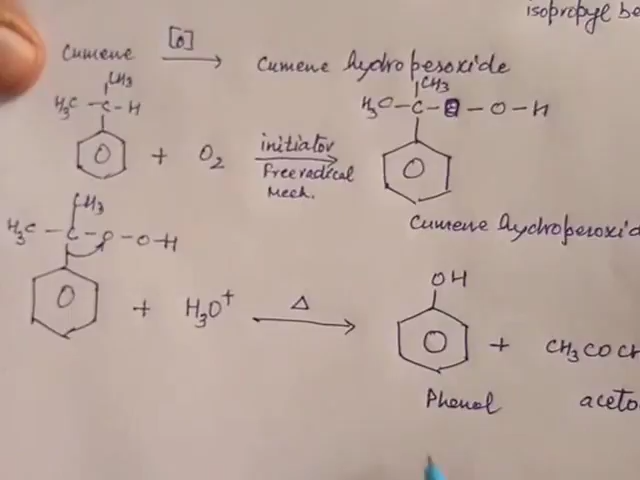 isopropyl be
Cumene [O] Cumene hydroperoxide
CH3 CH3
H3C - C - H H3C - C - O - O - H
+ O2 initiator
Free radical
Mech.
CH3
H3C - C - O - O - H Cumene hydroperoxid
OH
+ H3O+ Δ + CH3COCH
Phenol aceto